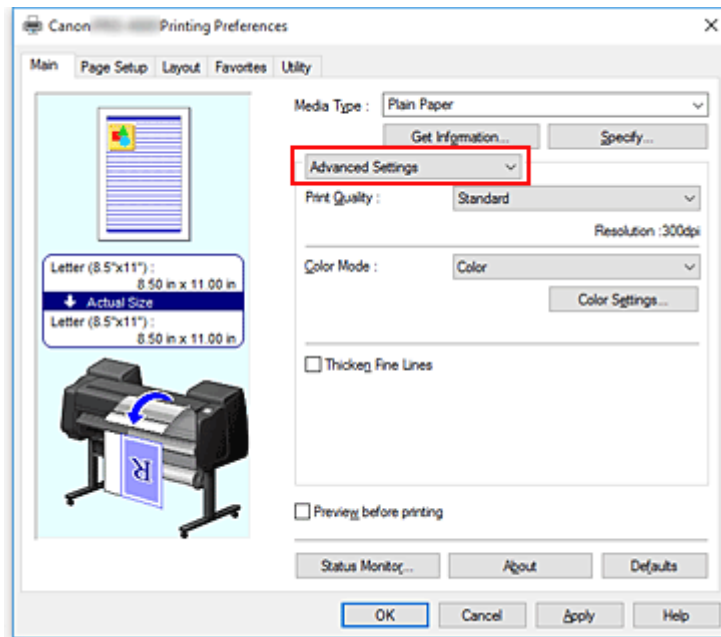 Canon Printing Preferences
Main Page Setup Layout Favorites Utility
Media Type : Plain Paper
Get Information... Specify...
Advanced Settings
Print Quality : Standard
Resolution :300dpi
Letter (8.5"x11") :
8.50 in x 11.00 in
Actual Size
Letter (8.5"x11") :
8.50 in x 11.00 in
Color Mode : Color
Color Settings...
Thicken Fine Lines
R
Preview before printing
Status Monitor... About Defaults
OK Cancel Apply Help